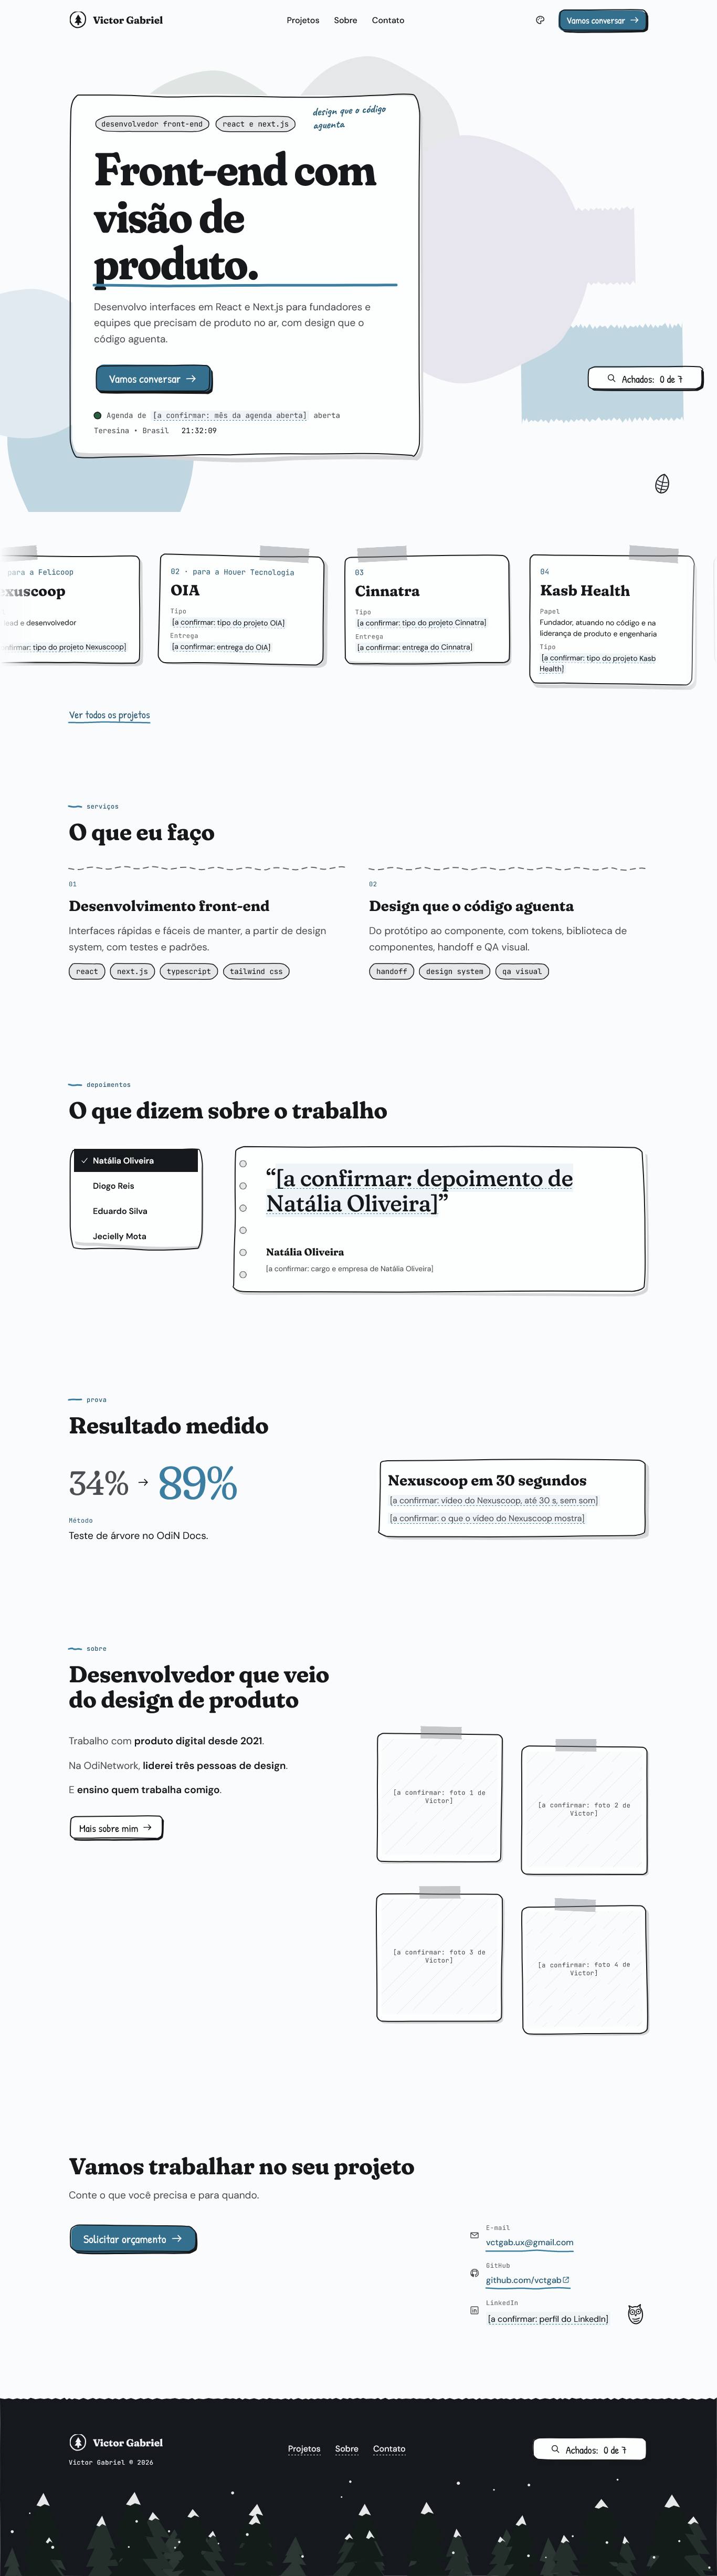 Victor Gabriel
Projetos Sobre Contato
Vamos conversar
desenvolvedor front-end
react e next.js
design que o código
aguenta
Front-end com
visão de
produto.
Desenvolvo interfaces em React e Next.js para fundadores e
equipes que precisam de produto no ar, com design que o
código aguenta.
Vamos conversar
Agenda de [a confirmar: mês da agenda aberta] aberta
Teresina • Brasil 21:32:09
Achados: 0 de 7
para a Felicoop
exuscoop
ead e desenvolvedor
nfirmar: tipo do projeto Nexuscoop]
02 · para a Houer Tecnologia
OIA
Tipo
[a confirmar: tipo do projeto OIA]
Entrega
[a confirmar: entrega do OIA]
03
Cinnatra
Tipo
[a confirmar: tipo do projeto Cinnatra]
Entrega
[a confirmar: entrega do Cinnatra]
04
Kasb Health
Papel
Fundador, atuando no código e na
liderança de produto e engenharia
Tipo
[a confirmar: tipo do projeto Kasb
Health]
Ver todos os projetos
serviços
O que eu faço
01
Desenvolvimento front-end
Interfaces rápidas e fáceis de manter, a partir de design
system, com testes e padrões.
react next.js typescript tailwind css
02
Design que o código aguenta
Do protótipo ao componente, com tokens, biblioteca de
componentes, handoff e QA visual.
handoff design system qa visual
depoimentos
O que dizem sobre o trabalho
Natália Oliveira
Diogo Reis
Eduardo Silva
Jecielly Mota
“[a confirmar: depoimento de
Natália Oliveira]”
Natália Oliveira
[a confirmar: cargo e empresa de Natália Oliveira]
prova
Resultado medido
34% → 89%
Método
Teste de árvore no OdiN Docs.
Nexuscoop em 30 segundos
[a confirmar: vídeo do Nexuscoop, até 30 s, sem som]
[a confirmar: o que o vídeo do Nexuscoop mostra]
sobre
Desenvolvedor que veio
do design de produto
Trabalho com produto digital desde 2021.
Na OdiNetwork, liderei três pessoas de design.
E ensino quem trabalha comigo.
Mais sobre mim
[a confirmar: foto 1 de
Victor]
[a confirmar: foto 2 de
Victor]
[a confirmar: foto 3 de
Victor]
[a confirmar: foto 4 de
Victor]
Vamos trabalhar no seu projeto
Conte o que você precisa e para quando.
Solicitar orçamento
E-mail
vctgab.ux@gmail.com
GitHub
github.com/vctgab
LinkedIn
[a confirmar: perfil do LinkedIn]
Victor Gabriel
Victor Gabriel © 2026
Projetos Sobre Contato
Achados: 0 de 7